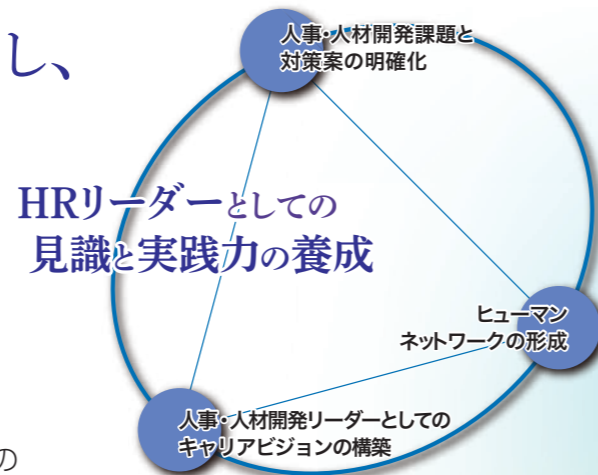 し、
人事・人材開発課題と
対策案の明確化
HRリーダーとしての
見識と実践力の養成
ヒューマン
ネットワークの形成
人事・人材開発リーダーとしての
キャリアビジョンの構築
の